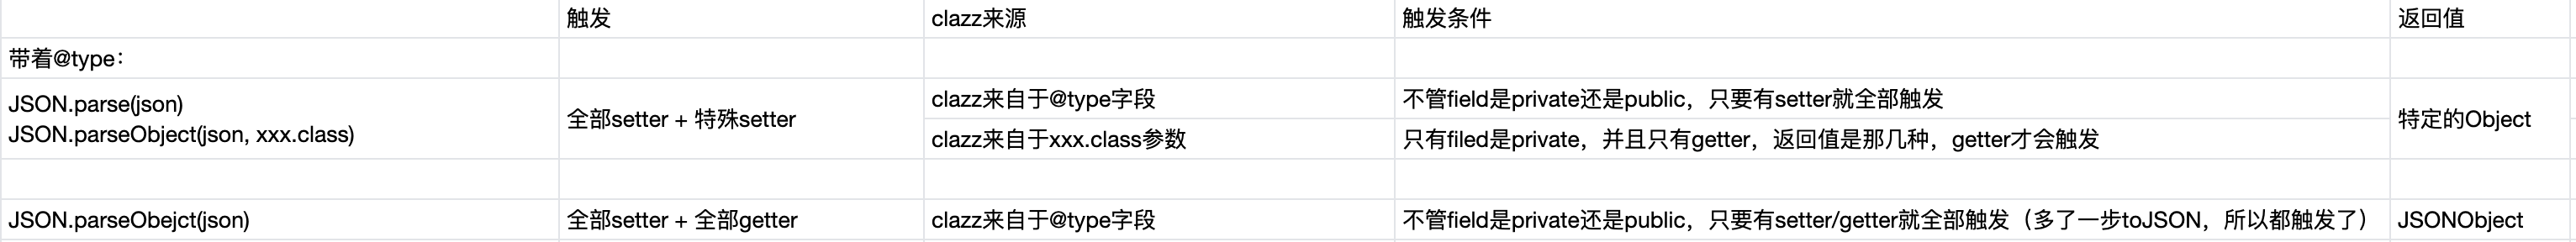 触发
clazz来源
触发条件
返回值
带着@type：
JSON.parse(json)
JSON.parseObject(json, xxx.class)
全部setter + 特殊setter
clazz来自于@type字段
不管field是private还是public，只要有setter就全部触发
clazz来自于xxx.class参数
只有filed是private，并且只有getter，返回值是那几种，getter才会触发
特定的Object
JSON.parseObejct(json)
全部setter + 全部getter
clazz来自于@type字段
不管field是private还是public，只要有setter/getter就全部触发（多了一步toJSON，所以都触发了）
JSONObject